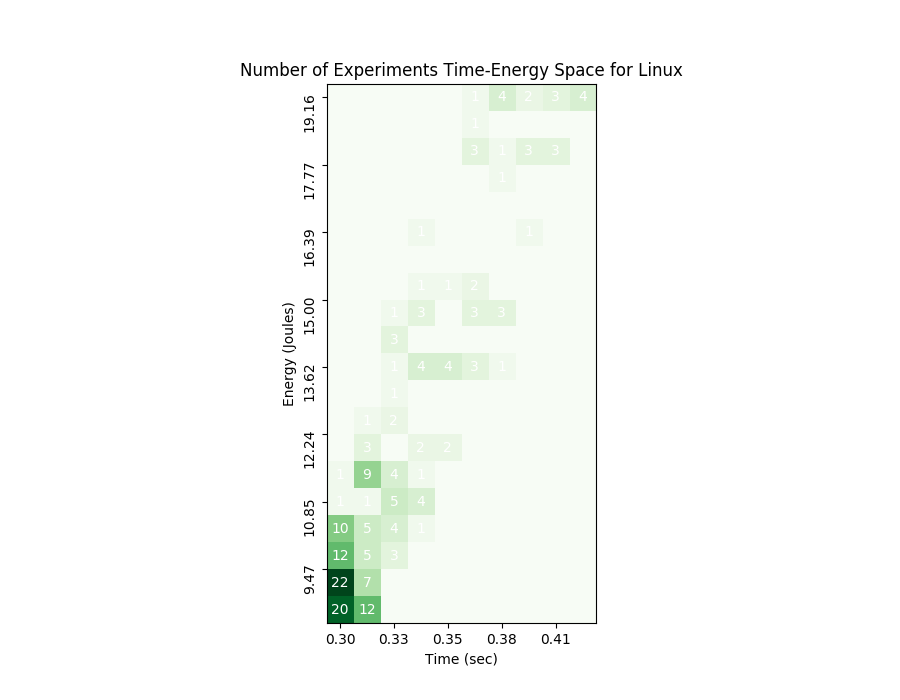 Number of Experiments Time-Energy Space for Linux
19.16
17.77
16.39
15.00
13.62
12.24
10.85
9.47
Energy (Joules)
1 4 2 3 4
1
3 1 3 3
1
1 1
1 1 2
1 3 3 3
3
1 4 4 3 1
1
1 2
3 2 2
1 9 4 1
1 1 5 4
10 5 4 1
12 5 3
22 7
20 12
0.30 0.33 0.35 0.38 0.41
Time (sec)